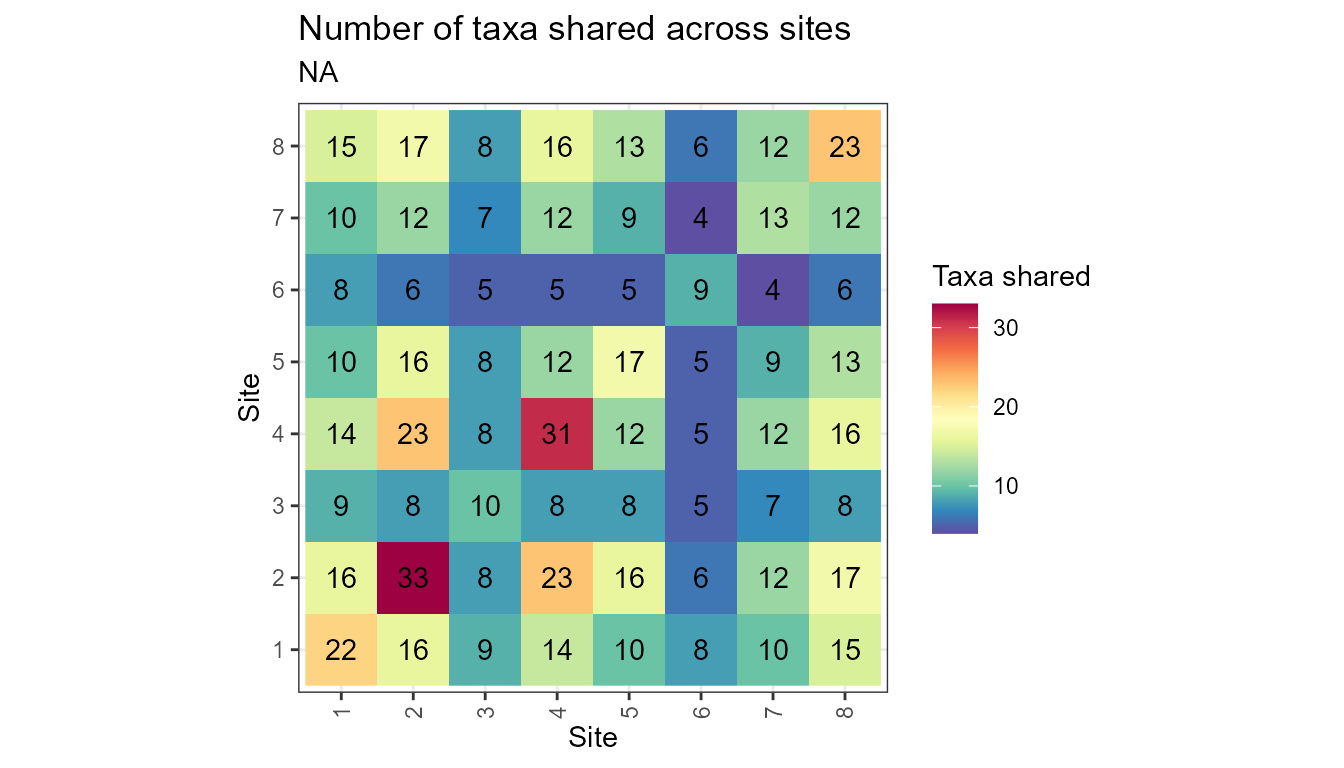 Number of taxa shared across sites
NA
8 15 17 8 16 13 6 12 23
7 10 12 7 12 9 4 13 12
6 8 6 5 5 5 9 4 6
5 10 16 8 12 17 5 9 13
4 14 23 8 31 12 5 12 16
3 9 8 10 8 8 5 7 8
2 16 33 8 23 16 6 12 17
1 22 16 9 14 10 8 10 15
1 2 3 4 5 6 7 8
Site
Site
Taxa shared
30
20
10